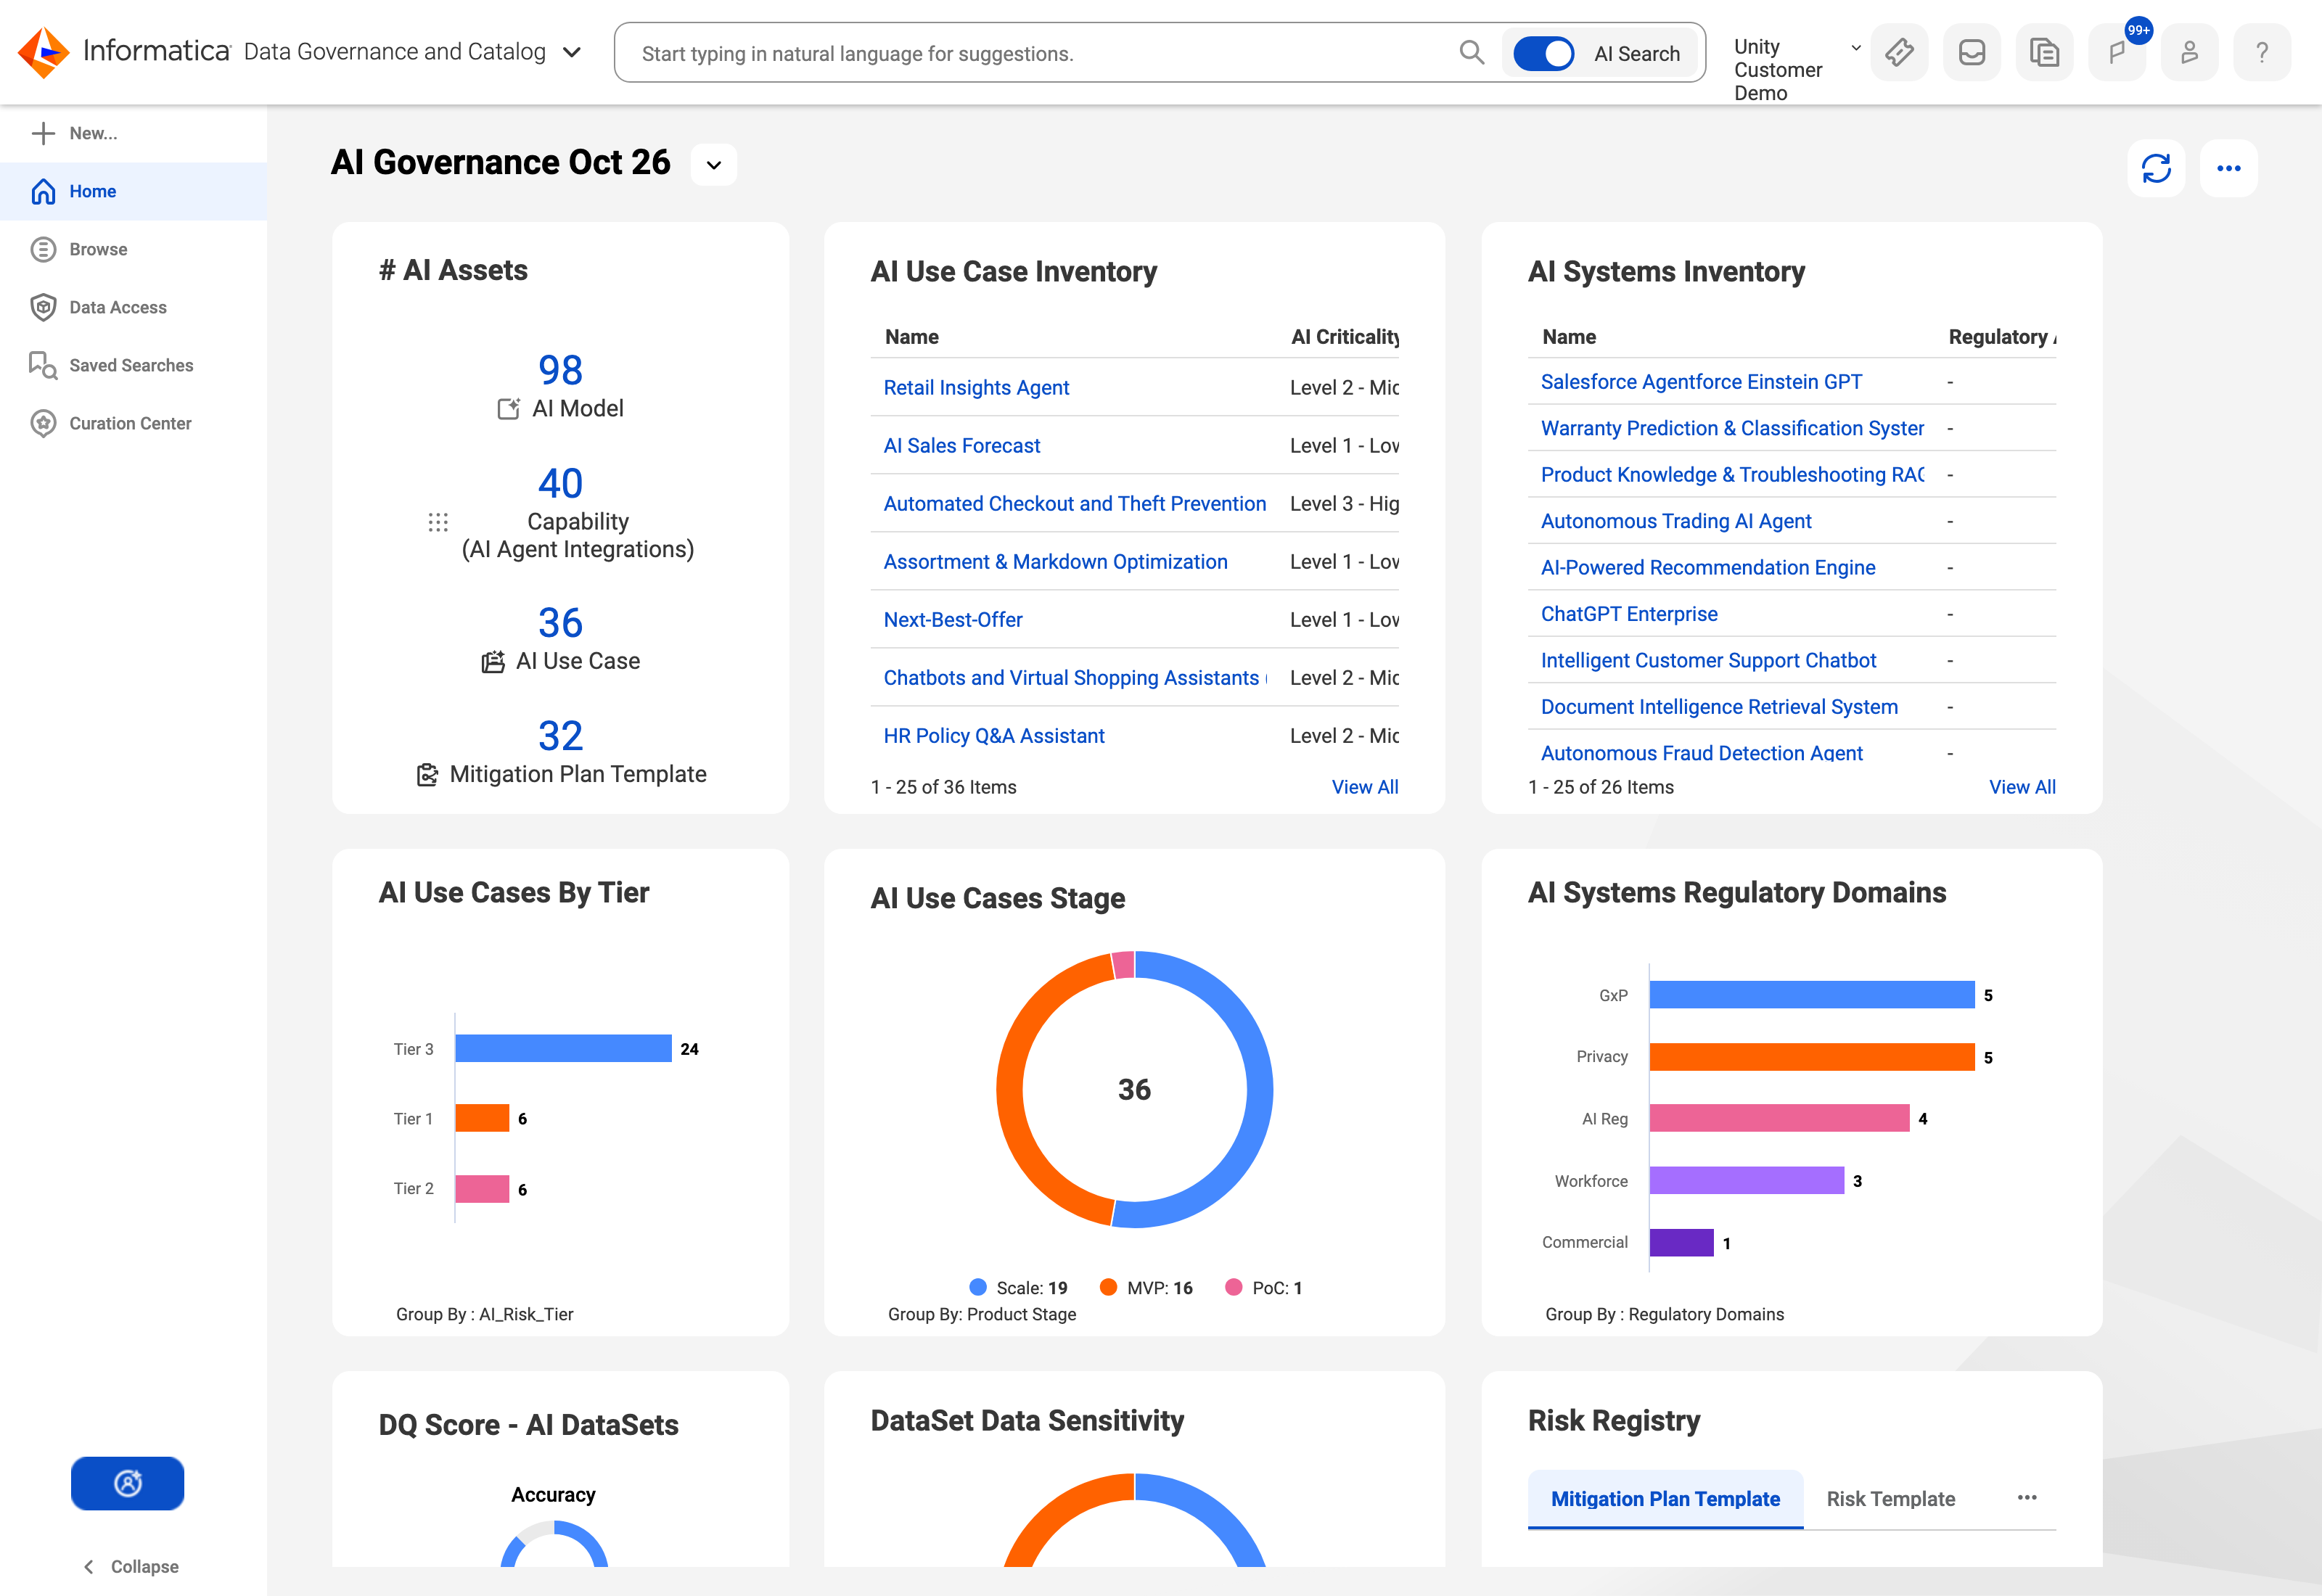 Informatica Data Governance and Catalog
Start typing in natural language for suggestions.
AI Search
Unity
Customer
Demo
99+
?
New...
Home
Browse
Data Access
Saved Searches
Curation Center
Collapse
AI Governance Oct 26
# AI Assets
98
AI Model
40
Capability
(AI Agent Integrations)
36
AI Use Case
32
Mitigation Plan Template
AI Use Case Inventory
Name AI Criticality
Retail Insights Agent Level 2 - Mid
AI Sales Forecast Level 1 - Low
Automated Checkout and Theft Prevention Level 3 - Hig
Assortment & Markdown Optimization Level 1 - Low
Next-Best-Offer Level 1 - Low
Chatbots and Virtual Shopping Assistants ( Level 2 - Mid
HR Policy Q&A Assistant Level 2 - Mid
1 - 25 of 36 Items View All
AI Systems Inventory
Name Regulatory
Salesforce Agentforce Einstein GPT -
Warranty Prediction & Classification System -
Product Knowledge & Troubleshooting RAG -
Autonomous Trading AI Agent -
AI-Powered Recommendation Engine -
ChatGPT Enterprise -
Intelligent Customer Support Chatbot -
Document Intelligence Retrieval System -
Autonomous Fraud Detection Agent -
1 - 25 of 26 Items View All
AI Use Cases By Tier
Tier 3 24
Tier 1 6
Tier 2 6
Group By : AI_Risk_Tier
AI Use Cases Stage
36
Scale: 19 MVP: 16 PoC: 1
Group By: Product Stage
AI Systems Regulatory Domains
GxP 5
Privacy 5
AI Reg 4
Workforce 3
Commercial 1
Group By : Regulatory Domains
DQ Score - AI DataSets
Accuracy
DataSet Data Sensitivity
Risk Registry
Mitigation Plan Template Risk Template